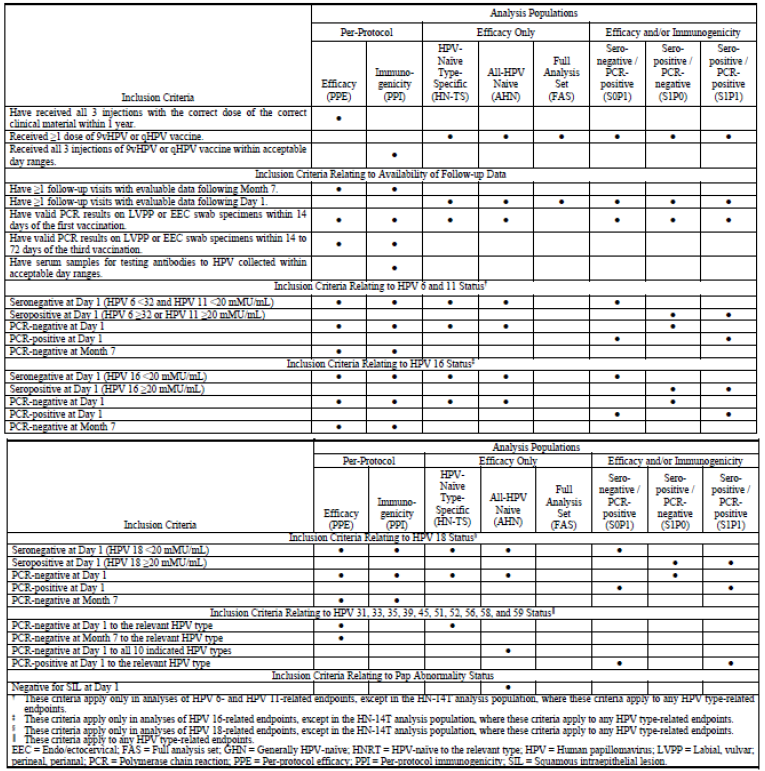 Analysis Populations
Per-Protocol Efficacy Only Efficacy and/or Immunogenicity
Inclusion Criteria Efficacy (PPE) Immuno-genicity (PPI) HPV-Naive Type-Specific (HN-TS) All-HPV Naive (AHN) Full Analysis Set (FAS) Sero-negative / PCR-positive (S0P1) Sero-positive / PCR-negative (S1P0) Sero-positive / PCR-positive (S1P1)
Have received all 3 injections with the correct dose of the correct
clinical material within 1 year. •
Received ≥1 dose of 9vHPV or qHPV vaccine. • • • • • •
Received all 3 injections of 9vHPV or qHPV vaccine within acceptable
day ranges. •
Inclusion Criteria Relating to Availability of Follow-up Data
Have ≥1 follow-up visits with evaluable data following Month 7. • •
Have ≥1 follow-up visits with evaluable data following Day 1. • • • • • •
Have valid PCR results on LVPP or EEC swab specimens within 14
days of the first vaccination. • • • • • • •
Have valid PCR results on LVPP or EEC swab specimens within 14 to
72 days of the third vaccination. • •
Have serum samples for testing antibodies to HPV collected within
acceptable day ranges. •
Inclusion Criteria Relating to HPV 6 and 11 Status†
Seronegative at Day 1 (HPV 6 <32 and HPV 11 <20 mMU/mL) • • • • •
Seropositive at Day 1 (HPV 6 ≥32 or HPV 11 ≥20 mMU/mL) • •
PCR-negative at Day 1 • • • • •
PCR-positive at Day 1 • •
PCR-negative at Month 7 • •
Inclusion Criteria Relating to HPV 16 Status‡
Seronegative at Day 1 (HPV 16 <20 mMU/mL) • • • • •
Seropositive at Day 1 (HPV 16 ≥20 mMU/mL) • •
PCR-negative at Day 1 • • • • •
PCR-positive at Day 1 • •
PCR-negative at Month 7 • •
Analysis Populations
Per-Protocol Efficacy Only Efficacy and/or Immunogenicity
Inclusion Criteria Efficacy (PPE) Immuno-genicity (PPI) HPV-Naive Type-Specific (HN-TS) All-HPV Naive (AHN) Full Analysis Set (FAS) Sero-negative / PCR-positive (S0P1) Sero-positive / PCR-negative (S1P0) Sero-positive / PCR-positive (S1P1)
Inclusion Criteria Relating to HPV 18 Status§
Seronegative at Day 1 (HPV 18 <20 mMU/mL) • • • • •
Seropositive at Day 1 (HPV 18 ≥20 mMU/mL) • •
PCR-negative at Day 1 • • • • •
PCR-positive at Day 1 • •
PCR-negative at Month 7 • •
Inclusion Criteria Relating to HPV 31, 33, 35, 39, 45, 51, 52, 56, 58, and 59 Status‖
PCR-negative at Day 1 to the relevant HPV type • •
PCR-negative at Month 7 to the relevant HPV type •
PCR-negative at Day 1 to all 10 indicated HPV types •
PCR-positive at Day 1 to the relevant HPV type • •
Inclusion Criteria Relating to Pap Abnormality Status
Negative for SIL at Day 1 •
† These criteria apply only in analyses of HPV 6- and HPV 11-related endpoints, except in the HN-14T analysis population, where these criteria apply to any HPV type-related
endpoints.
‡ These criteria apply only in analyses of HPV 16-related endpoints, except in the HN-14T analysis population, where these criteria apply to any HPV type-related endpoints.
§ These criteria apply only in analyses of HPV 18-related endpoints, except in the HN-14T analysis population, where these criteria apply to any HPV type-related endpoints.
‖ These criteria apply to any HPV type-related endpoints.
EEC = Endo/ectocervical; FAS = Full analysis set; GHN = Generally HPV-naive; HNRT = HPV-naive to the relevant type; HPV = Human papillomavirus; LVPP = Labial, vulvar,
perineal, perianal; PCR = Polymerase chain reaction; PPE = Per-protocol efficacy; PPI = Per-protocol immunogenicity; SIL = Squamous intraepithelial lesion.